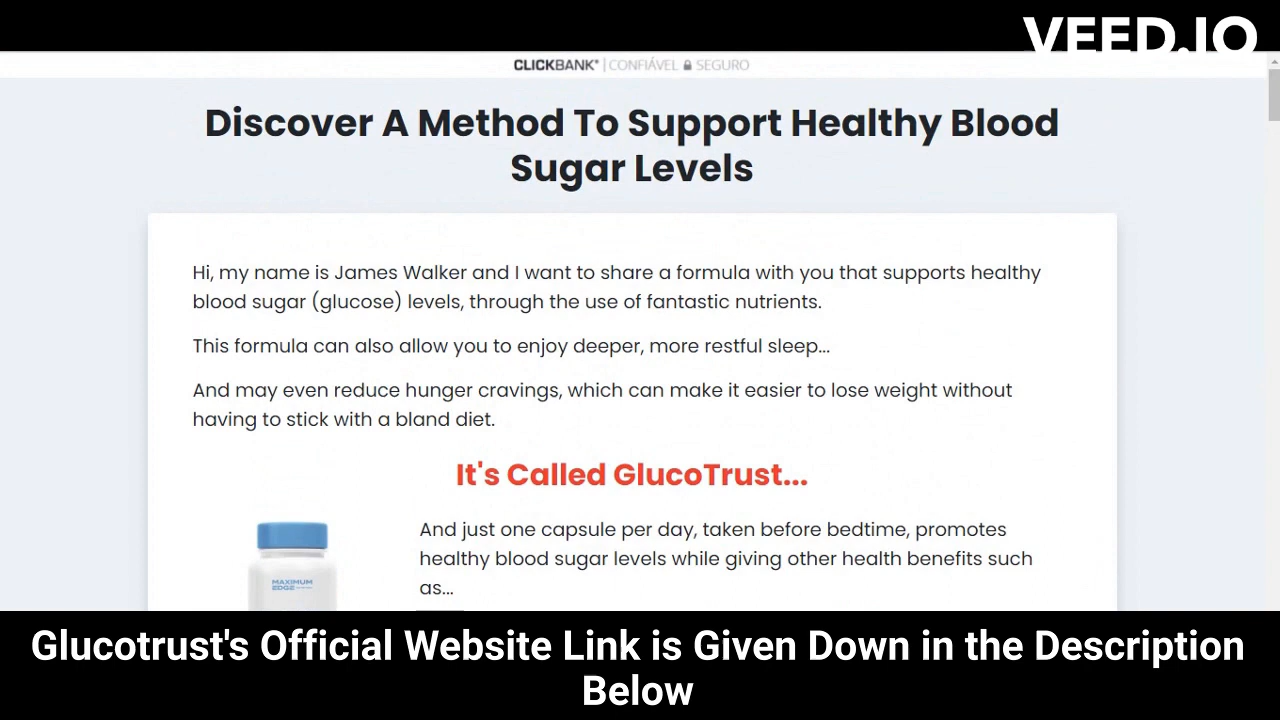 VEED.IO
CLICKBANK | CONFIÁVEL SEGURO
Discover A Method To Support Healthy Blood
Sugar Levels
Hi, my name is James Walker and I want to share a formula with you that supports healthy
blood sugar (glucose) levels, through the use of fantastic nutrients.
This formula can also allow you to enjoy deeper, more restful sleep...
And may even reduce hunger cravings, which can make it easier to lose weight without
having to stick with a bland diet.
It's Called GlucoTrust...
And just one capsule per day, taken before bedtime, promotes
healthy blood sugar levels while giving other health benefits such
as...
MAXIMUM
EDGE
Glucotrust's Official Website Link is Given Down in the Description
Below